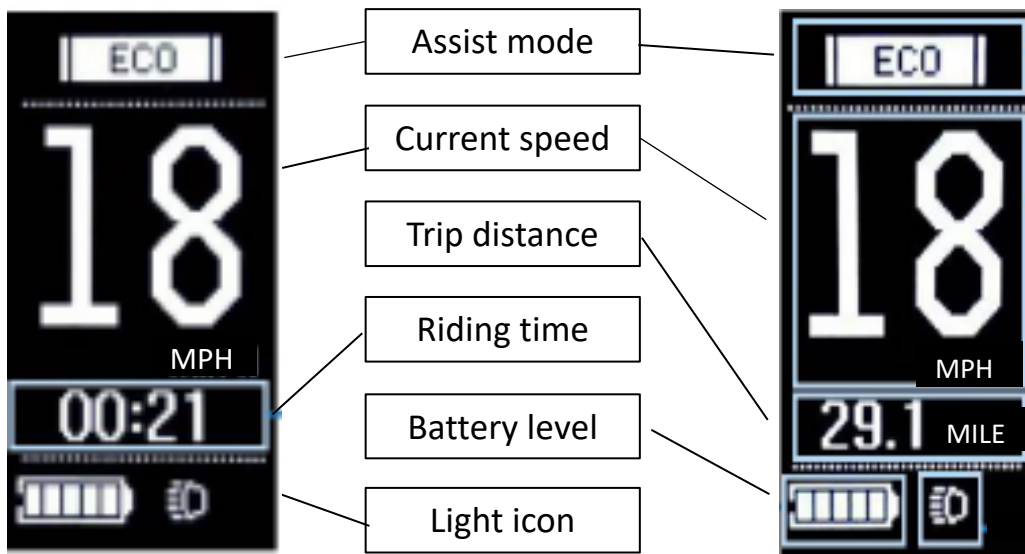 ECO
18
MPH
00:21
Assist mode
Current speed
Trip distance
Riding time
Battery level
Light icon
ECO
18
MPH
29.1 MILE